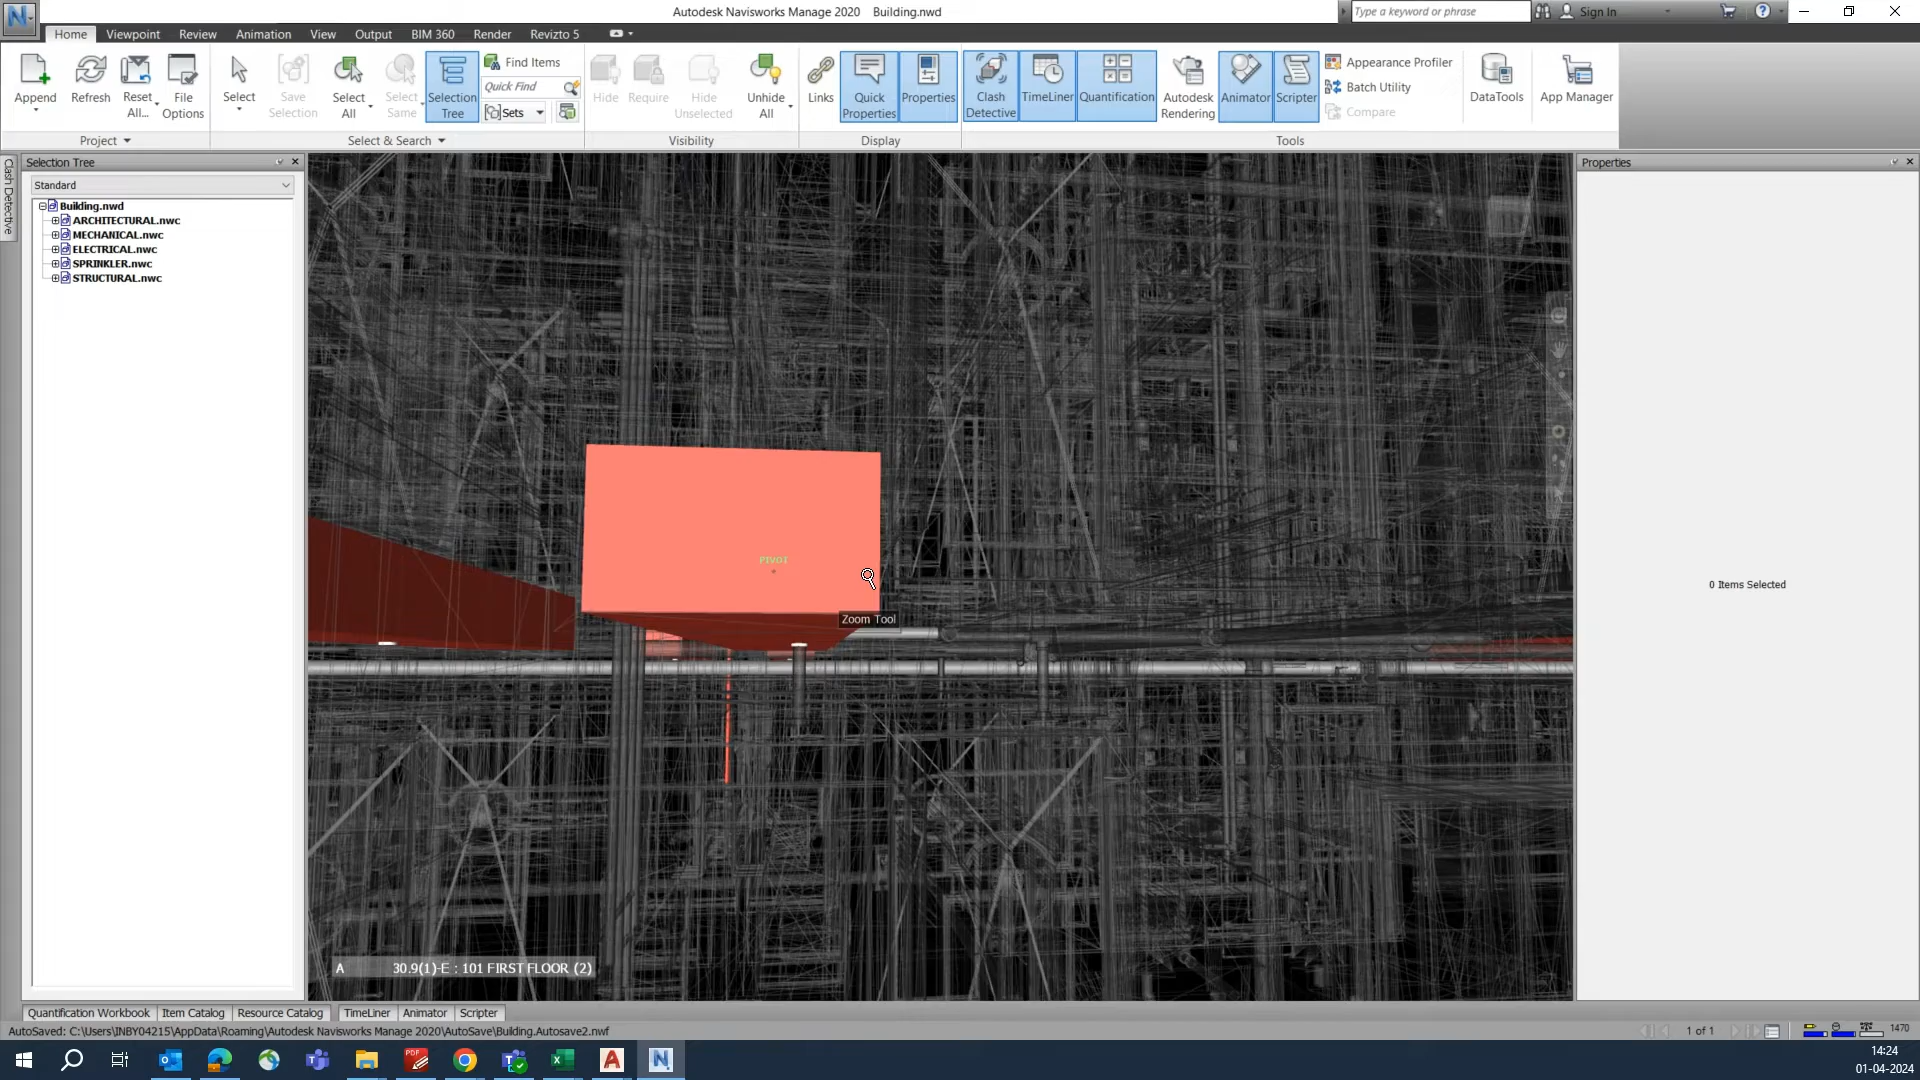 Autodesk Navisworks Manage 2020 Building.nwd
Type a keyword or phrase
Sign In
Home Viewpoint Review Animation View Output BIM 360 Render Revizto 5
Append
Refresh
Reset All...
File Options
Project
Select
Save Selection
Select All
Select Same
Selection Tree
Find Items
Quick Find
Sets
Select & Search
Hide
Require
Hide Unselected
Unhide All
Visibility
Links
Quick Properties
Properties
Display
Clash Detective
TimeLiner
Quantification
Autodesk Rendering
Animator
Scripter
Appearance Profiler
Batch Utility
Compare
DataTools
App Manager
Tools
Clash Detective
Selection Tree
Standard
Building.nwd
ARCHITECTURAL.nwc
MECHANICAL.nwc
ELECTRICAL.nwc
SPRINKLER.nwc
STRUCTURAL.nwc
PIVOT
Zoom Tool
A 30.9(1)-E : 101 FIRST FLOOR (2)
Properties
0 Items Selected
Quantification Workbook Item Catalog Resource Catalog TimeLiner Animator Scripter
AutoSaved: C:\Users\INBY04215\AppData\Roaming\Autodesk Navisworks Manage 2020\AutoSave\Building.Autosave2.nwf
1 of 1
1470
14:24
01-04-2024